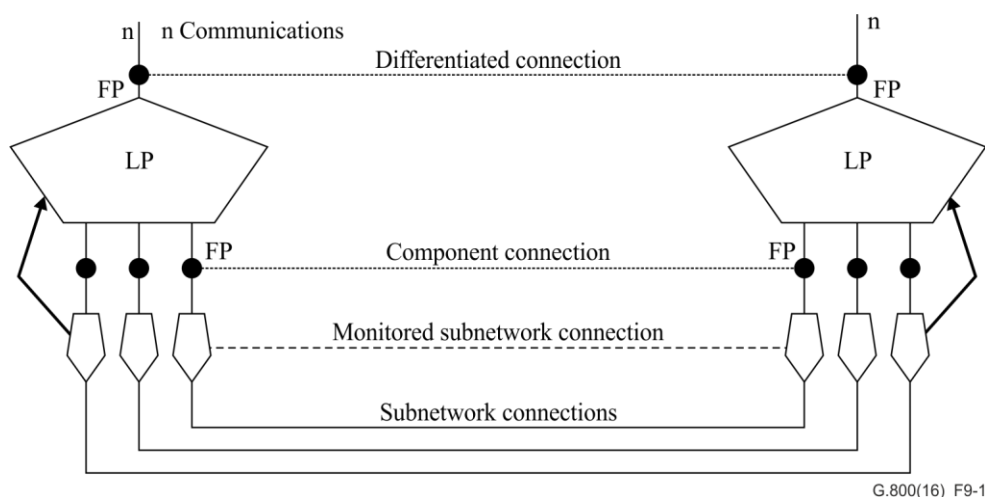 n
n Communications
n
Differentiated connection
FP
FP
LP
LP
FP
Component connection
FP
Monitored subnetwork connection
Subnetwork connections
G.800(16)_F9-1